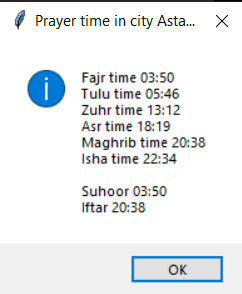 Prayer time in city Asta...
Fajr time 03:50
Tulu time 05:46
Zuhr time 13:12
Asr time 18:19
Maghrib time 20:38
Isha time 22:34
Suhoor 03:50
Iftar 20:38
OK